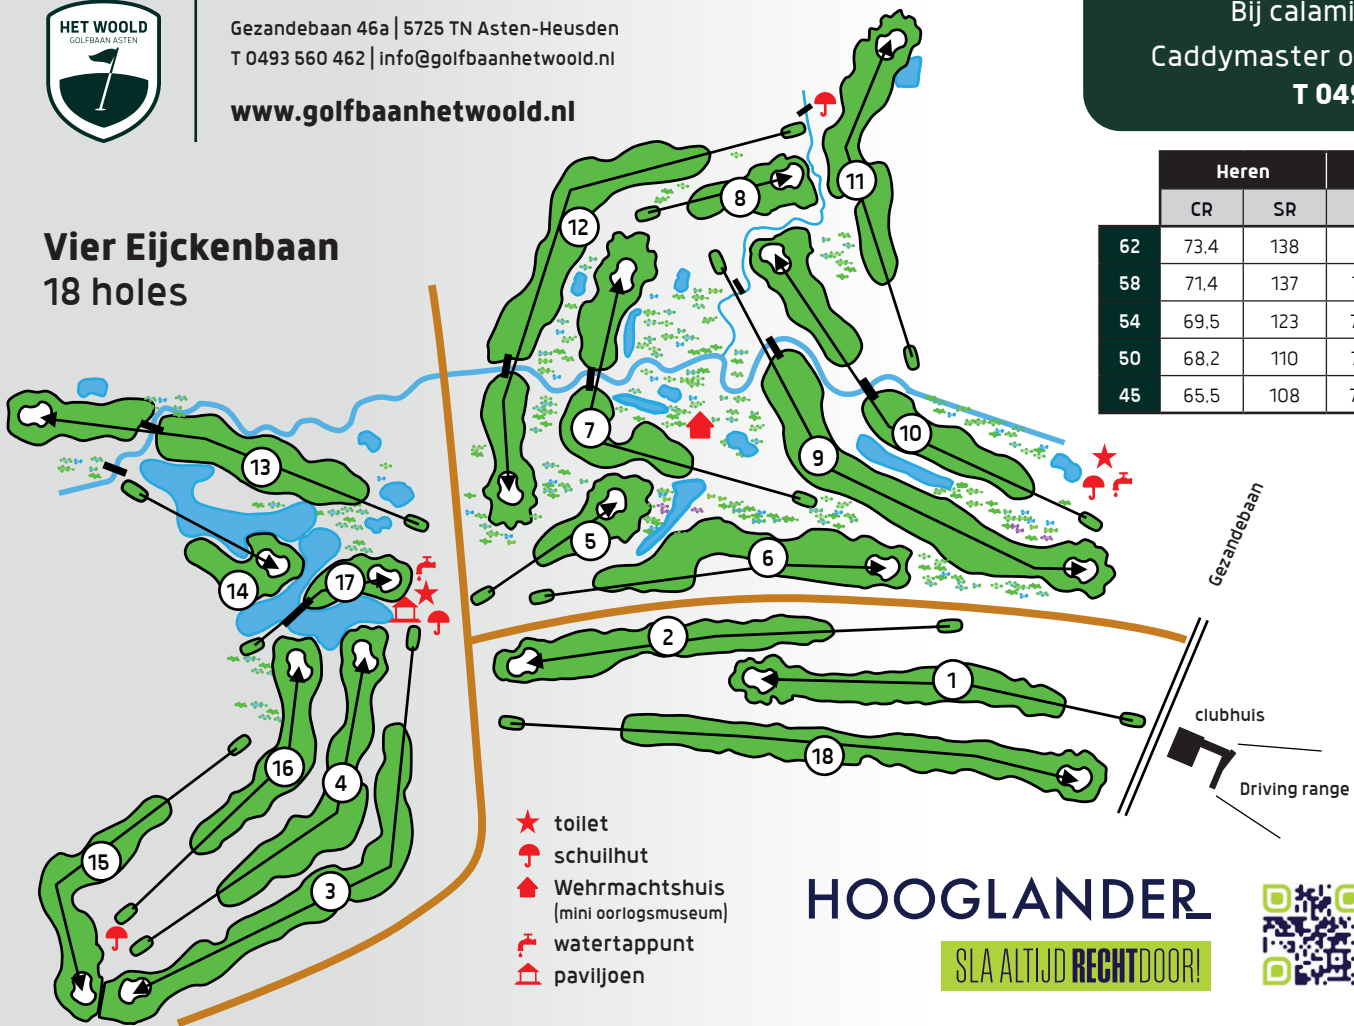 HET WOOLD
GOLFBAAN ASTEN
Gezandebaan 46a | 5725 TN Asten-Heusden
T 0493 560 462 | info@golfbaanhetwoold.nl
www.golfbaanhetwoold.nl
Bij calami
Caddymaster o
T 049
Vier Eijckenbaan
18 holes
Heren
CR SR
62 73,4 138
58 71,4 137
54 69,5 123
50 68,2 110
45 65,5 108
11
8
12
7
10
9
13
5
6
14
17
2
1
18
16
4
15
3
Gezandebaan
clubhuis
Driving range
toilet
schuilhut
Wehrmachtshuis
(mini oorlogsmuseum)
watertappunt
paviljoen
HOOGLANDER
SLA ALTIJD RECHTDOOR!